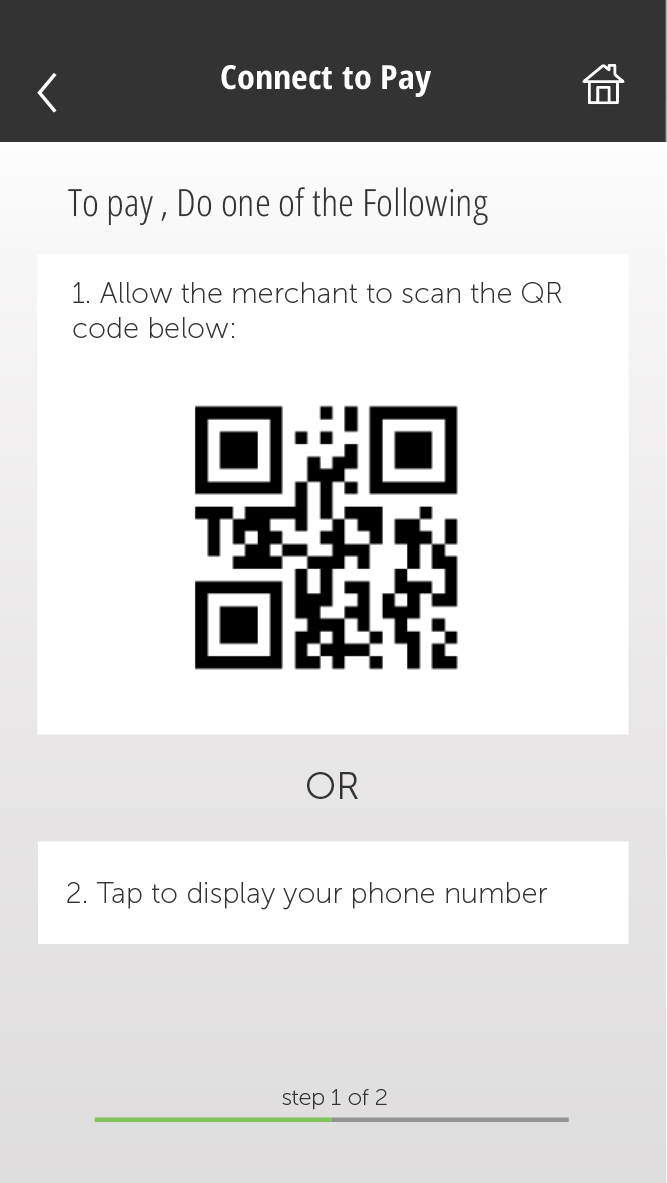 Connect to Pay
To pay , Do one of the Following
1. Allow the merchant to scan the QR
code below:
OR
2. Tap to display your phone number
step 1 of 2